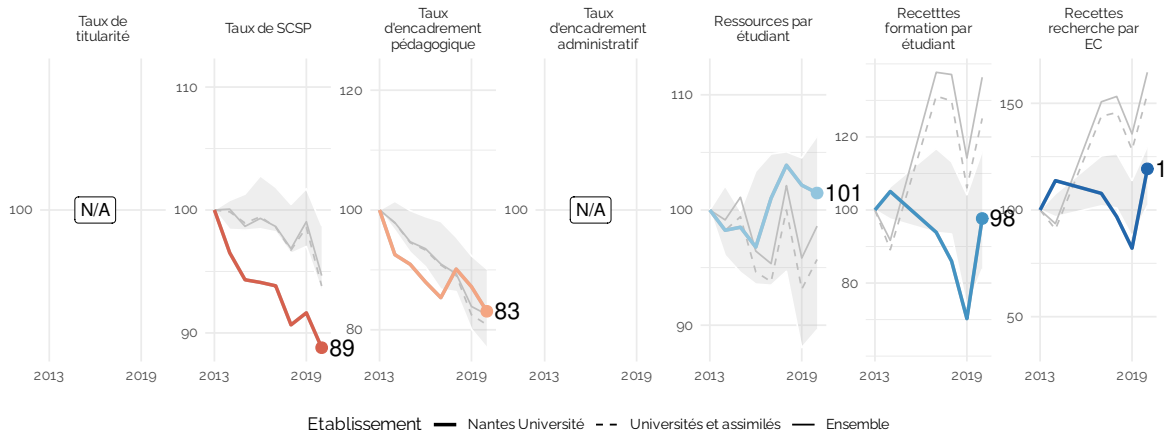 Taux de
titularité
Taux de SCSP
Taux
d'encadrement
pédagogique
Taux
d'encadrement
administratif
Ressources par
étudiant
Recetttes
formation par
étudiant
Recettes
recherche par
EC
100
N/A
2013 2019
110
100
90
89
2013 2019
120
100
80
83
2013 2019
100
N/A
2013 2019
110
100
90
101
2013 2019
120
100
80
98
2013 2019
150
100
50
1
2013 2019
Etablissement Nantes Université Universités et assimilés Ensemble